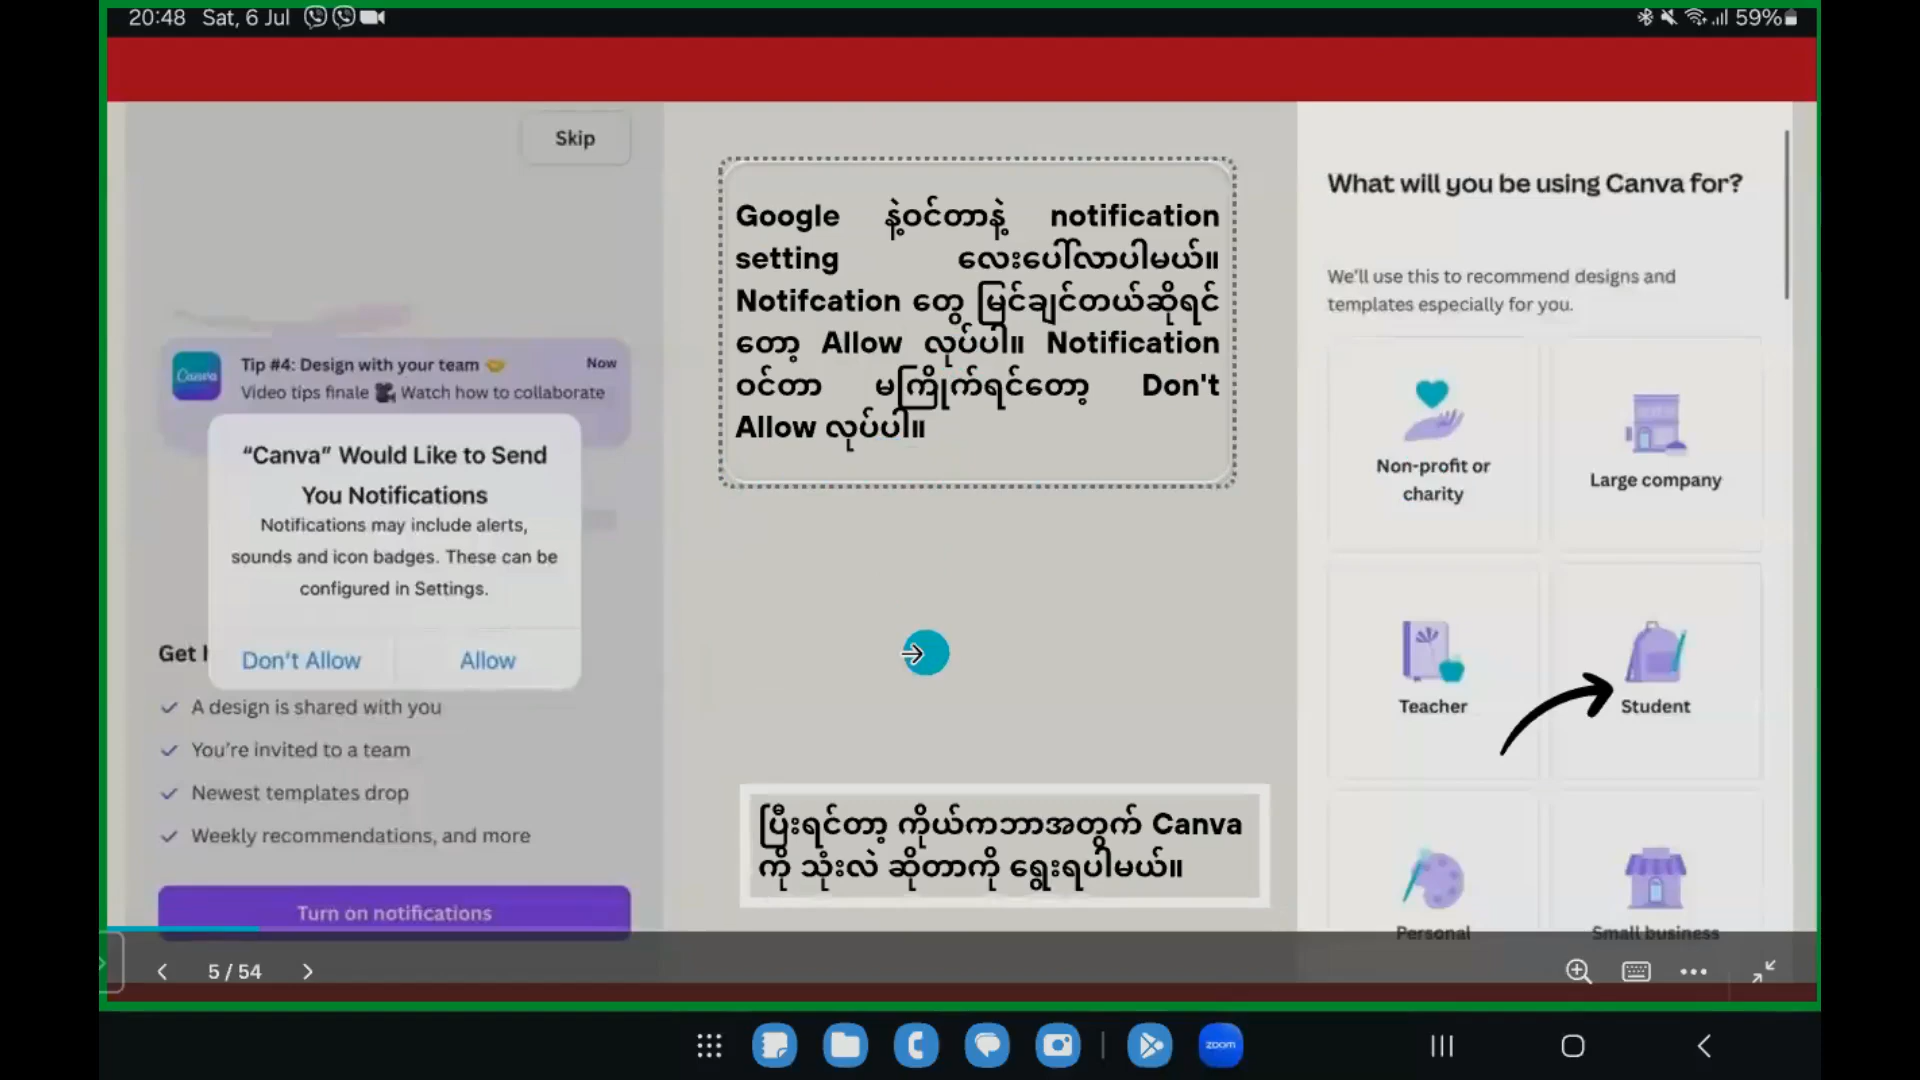 20:48 Sat, 6 Jul
59%
Skip
Tip #4: Design with your team
Now
Canva
Video tips finale Watch how to collaborate
“Canva” Would Like to Send
You Notifications
Notifications may include alerts,
sounds and icon badges. These can be
configured in Settings.
Don't Allow
Allow
Get
A design is shared with you
You're invited to a team
Newest templates drop
Weekly recommendations, and more
Turn on notifications
Google နဲ့ဝင်တာနဲ့ notification
setting လေးပေါ်လာပါမယ်။
Notifcation တွေ မြင်ချင်တယ်ဆိုရင်
တော့ Allow လုပ်ပါ။ Notification
ဝင်တာ မကြိုက်ရင်တော့ Don't
Allow လုပ်ပါ။
ပြီးရင်တာ့ ကိုယ်ကဘာအတွက် Canva
ကို သုံးလဲ ဆိုတာကို ရွေးရပါမယ်။
What will you be using Canva for?
We'll use this to recommend designs and
templates especially for you.
Non-profit or
charity
Large company
Teacher
Student
Personal
Small business
5 / 54
zoom